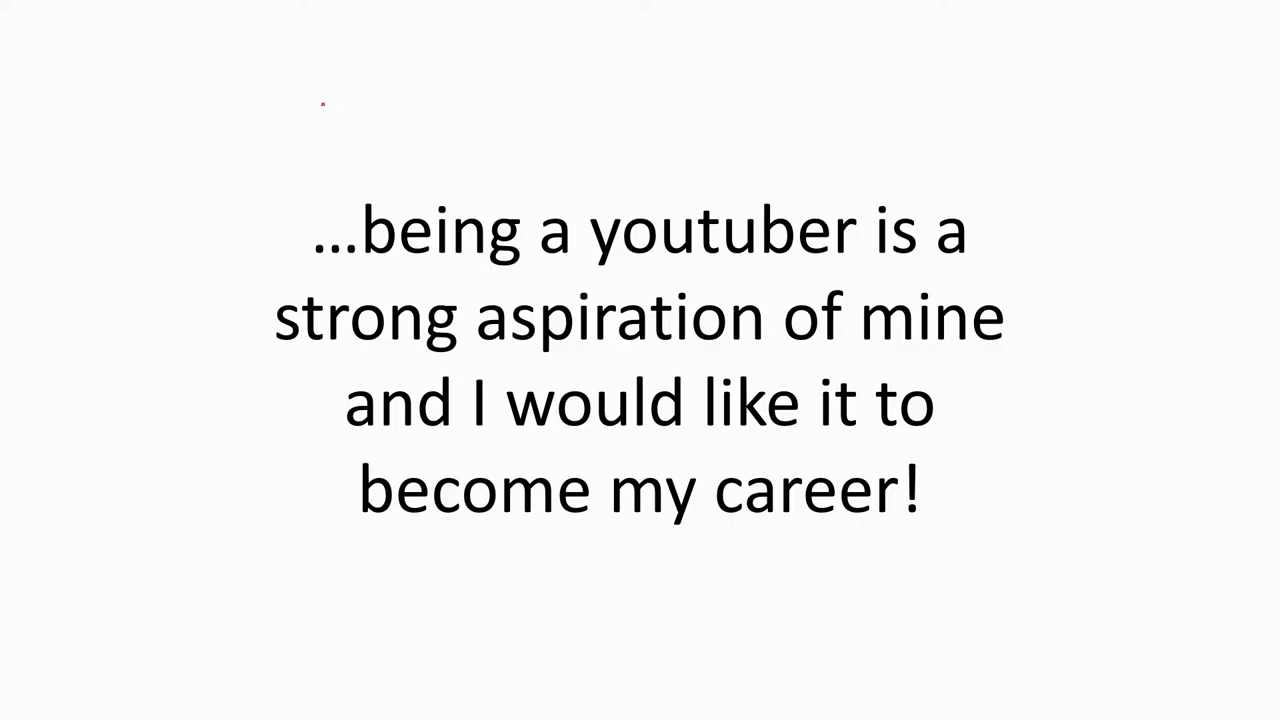 ...being a youtuber is a
strong aspiration of mine
and I would like it to
become my career!